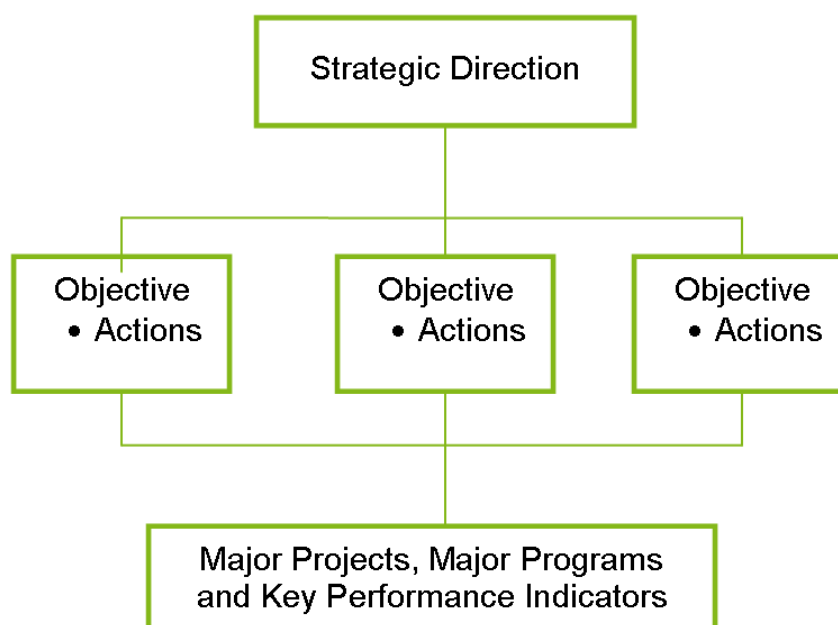 Strategic Direction
Objective
• Actions
Objective
• Actions
Objective
• Actions
Major Projects, Major Programs
and Key Performance Indicators